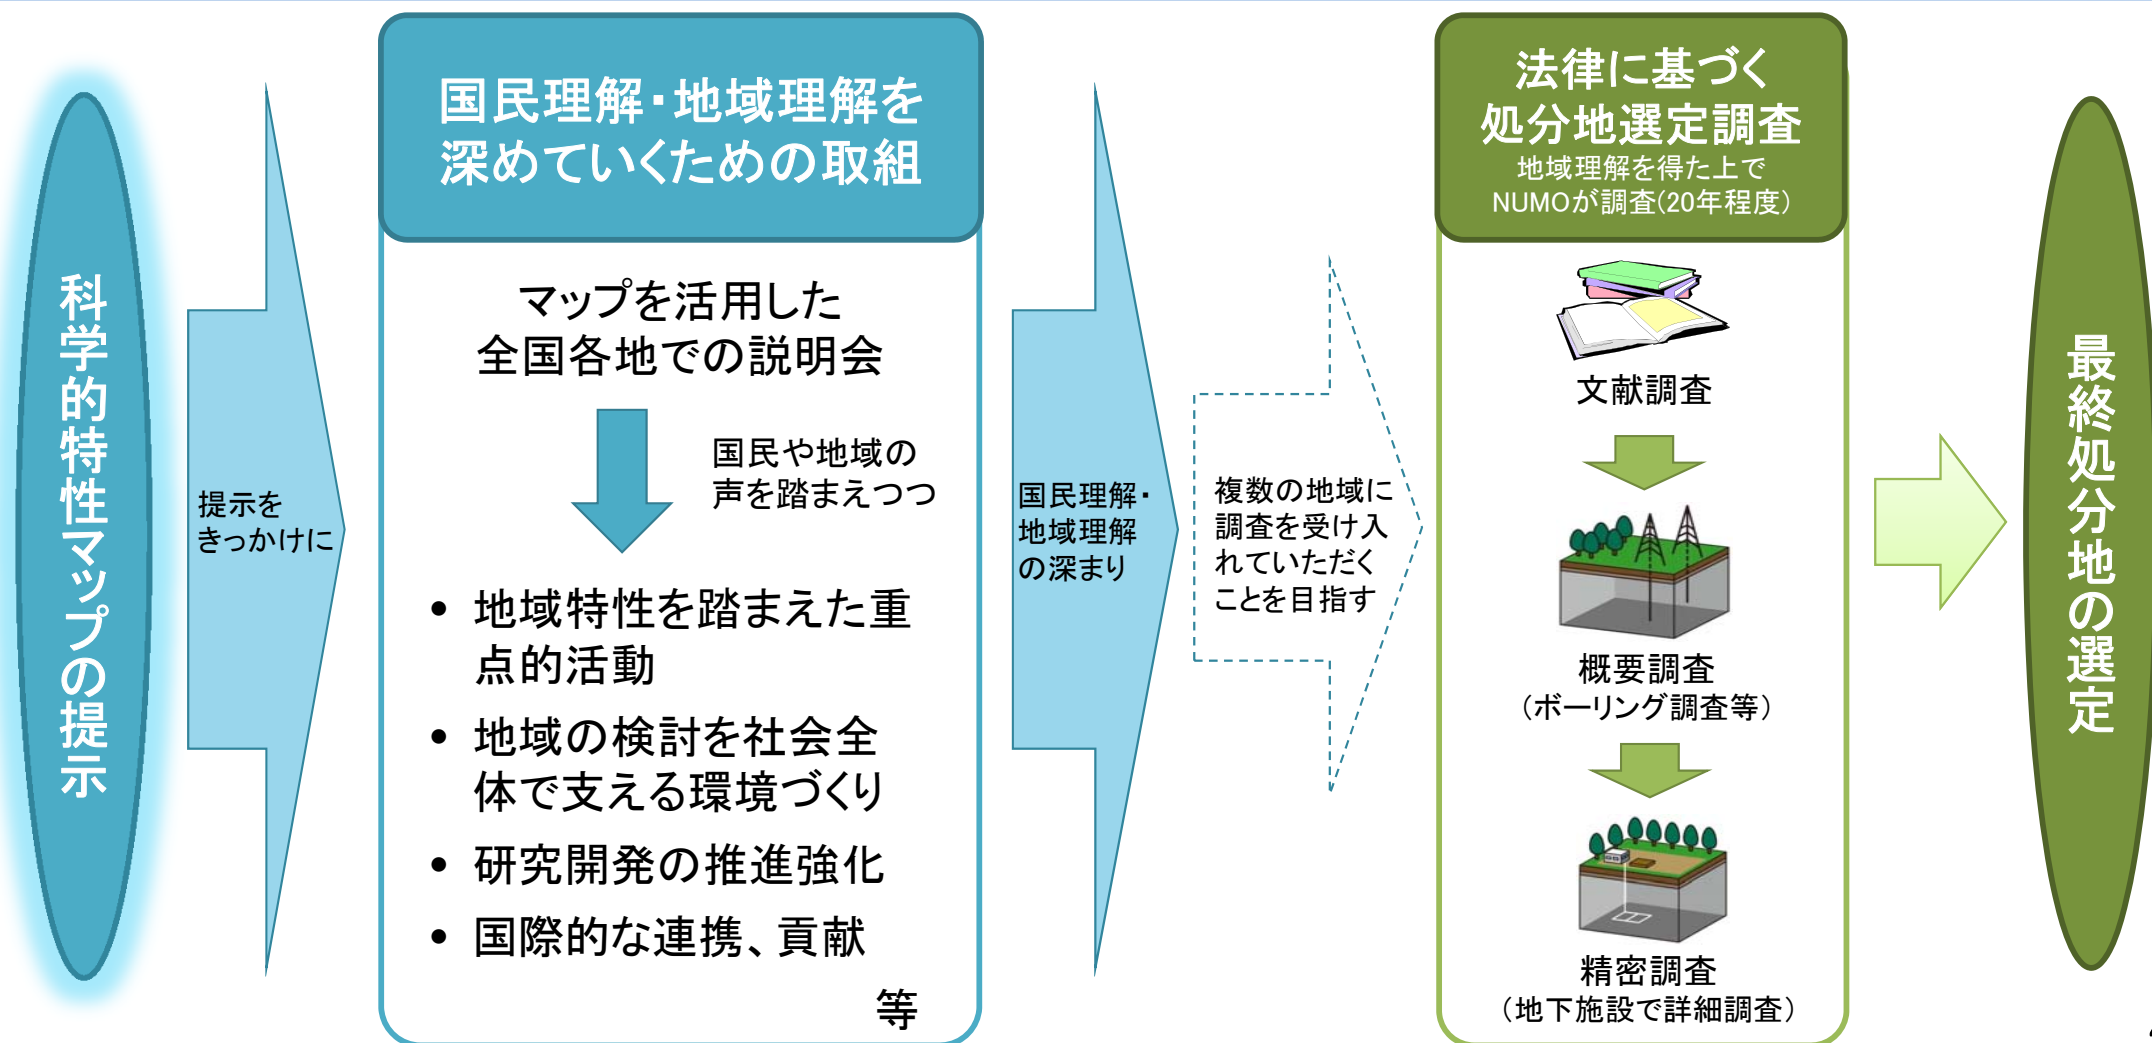 科学的特性マップの提示
提示を
きっかけに
国民理解・地域理解を
深めていくための取組
マップを活用した
全国各地での説明会
国民や地域の
声を踏まえつつ
• 地域特性を踏まえた重
点的活動
• 地域の検討を社会全
体で支える環境づくり
• 研究開発の推進強化
• 国際的な連携、貢献
等
国民理解・
地域理解
の深まり
複数の地域に
調査を受け入
れていただく
ことを目指す
法律に基づく
処分地選定調査
地域理解を得た上で
NUMOが調査(20年程度)
文献調査
概要調査
（ボーリング調査等）
精密調査
（地下施設で詳細調査）
最終処分地の選定